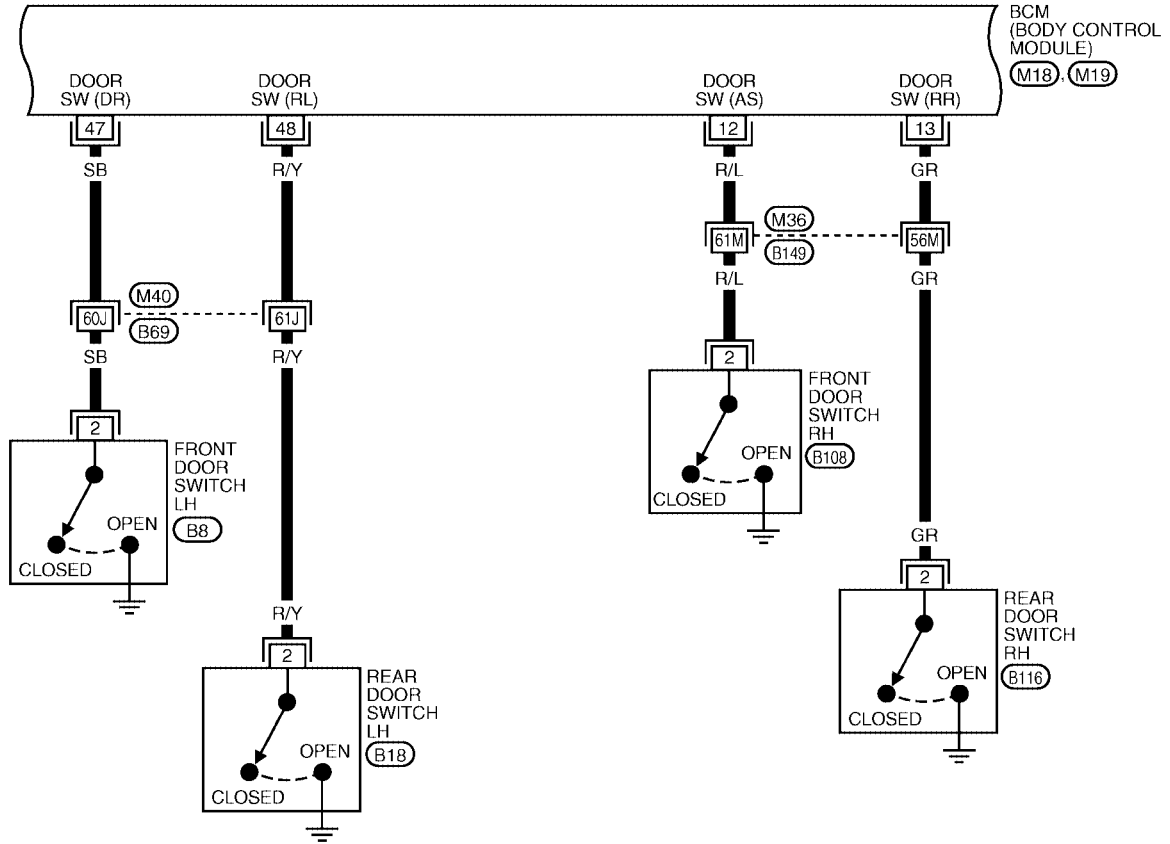 BCM
(BODY CONTROL
MODULE)
M18, M19
DOOR
SW (DR)
DOOR
SW (RL)
DOOR
SW (AS)
DOOR
SW (RR)
47
48
12
13
SB
R/Y
R/L
GR
61M
M36
B149
56M
R/L
GR
60J
M40
B69
61J
SB
R/Y
2
FRONT
DOOR
SWITCH
RH
B108
OPEN
CLOSED
2
FRONT
DOOR
SWITCH
LH
B8
OPEN
CLOSED
GR
2
REAR
DOOR
SWITCH
RH
B116
OPEN
CLOSED
R/Y
2
REAR
DOOR
SWITCH
LH
B18
OPEN
CLOSED